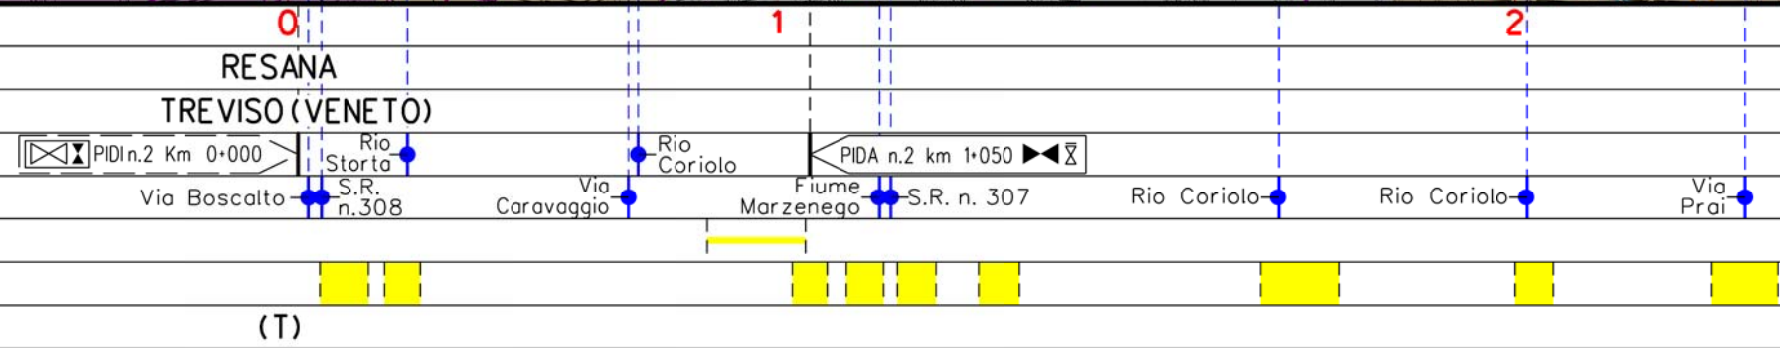 0 1 2
RESANA
TREVISO (VENETO)
PIDI n.2 Km 0+000
Rio
Storta
Rio
Coriolo
PIDA n.2 km 1+050
Via Boscalto
S.R.
n.308
Via
Caravaggio
Fiume
Marzenego
S.R. n. 307
Rio Coriolo
Rio Coriolo
Via
Prai
(T)